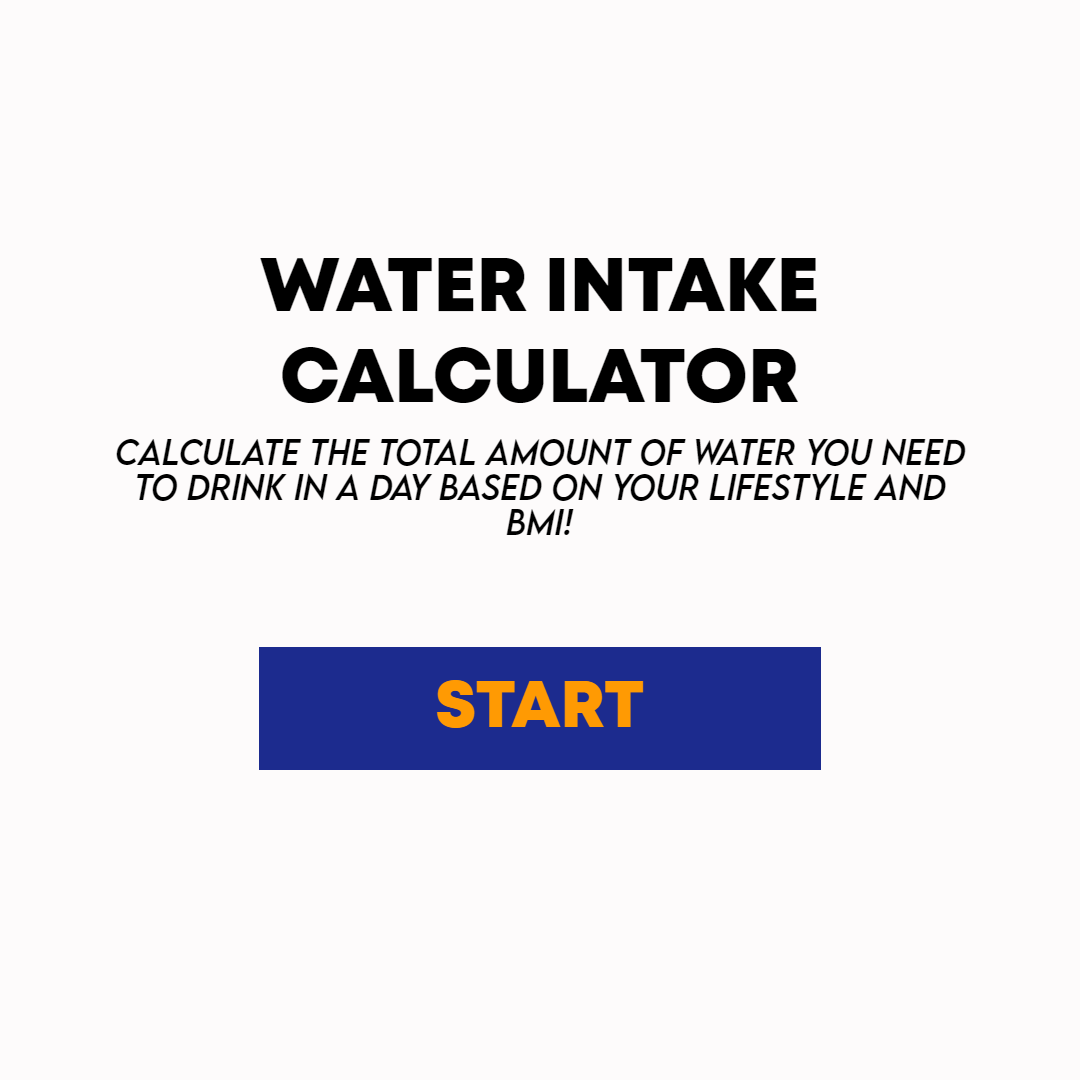 WATER INTAKE
CALCULATOR
CALCULATE THE TOTAL AMOUNT OF WATER YOU NEED
TO DRINK IN A DAY BASED ON YOUR LIFESTYLE AND
BMI!
START